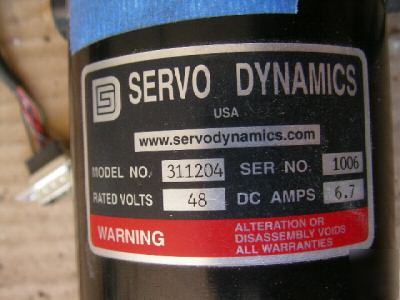 SERVO DYNAMICS
USA
www.servodynamics.com
MODEL NO. 311204 SER NO. 1006
RATED VOLTS 48 DC AMPS 6.7
WARNING
ALTERATION OR
DISASSEMBLY VOIDS
ALL WARRANTIES